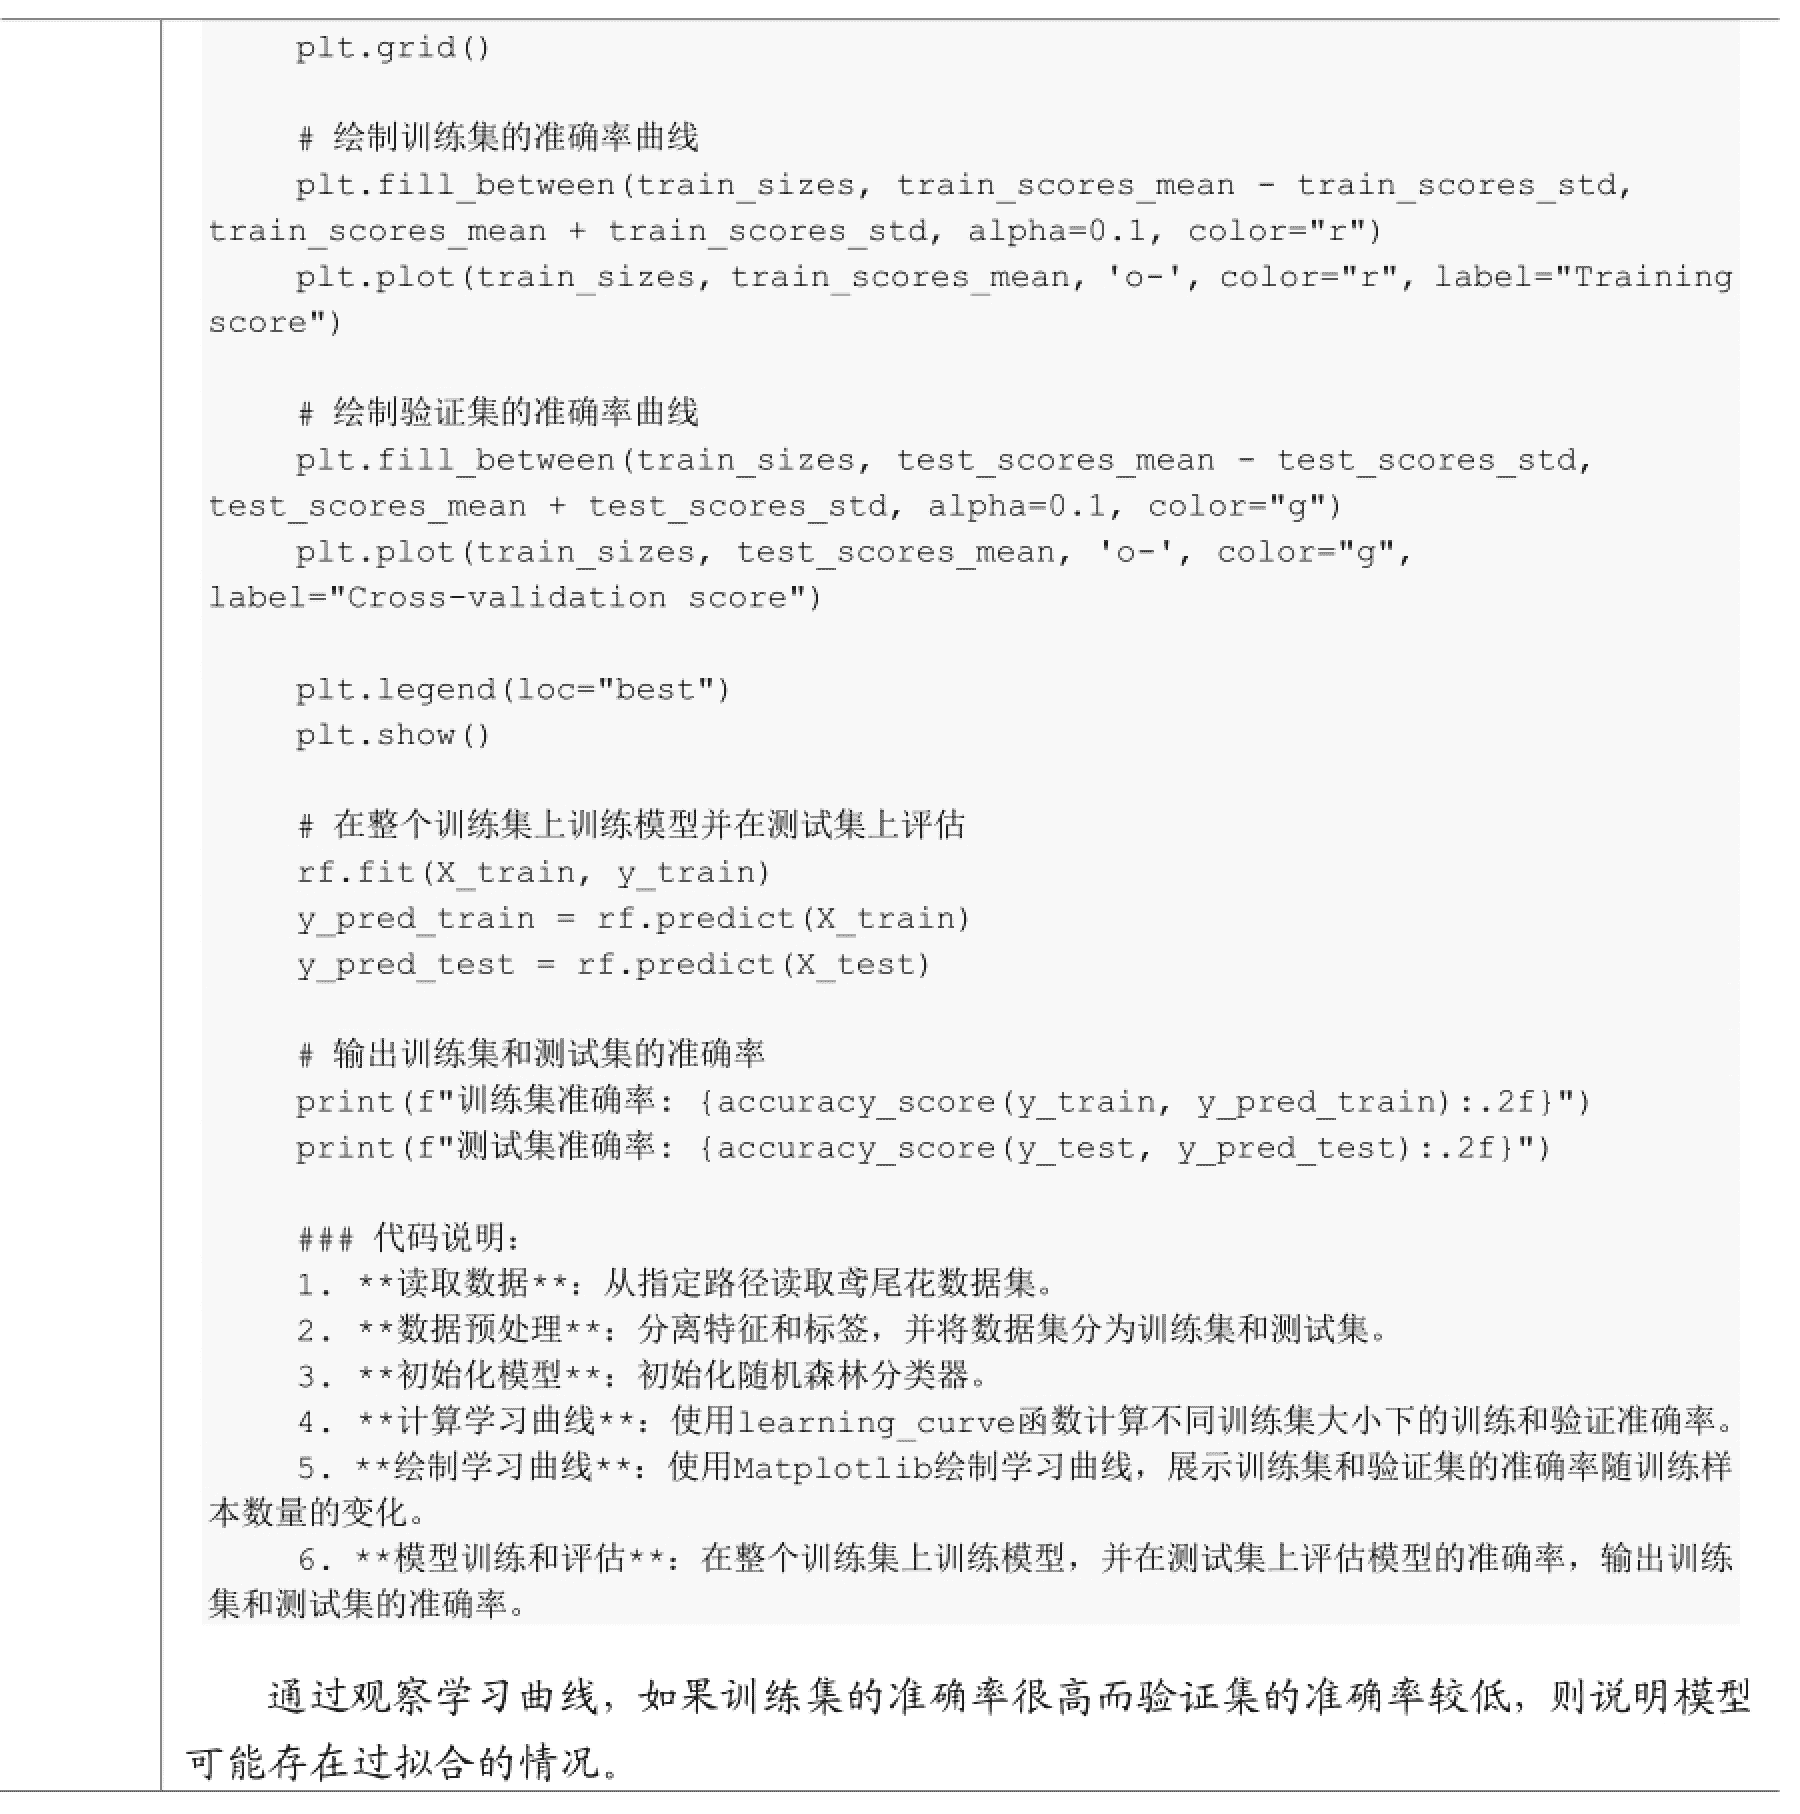 plt.grid()
# 绘制训练集的准确率曲线
plt.fill_between(train_sizes, train_scores_mean - train_scores_std,
train_scores_mean + train_scores_std, alpha=0.1, color="r")
plt.plot(train_sizes, train_scores_mean, 'o-', color="r", label="Training
score")
# 绘制验证集的准确率曲线
plt.fill_between(train_sizes, test_scores_mean - test_scores_std,
test_scores_mean + test_scores_std, alpha=0.1, color="g")
plt.plot(train_sizes, test_scores_mean, 'o-', color="g",
label="Cross-validation score")
plt.legend(loc="best")
plt.show()
# 在整个训练集上训练模型并在测试集上评估
rf.fit(X_train, y_train)
y_pred_train = rf.predict(X_train)
y_pred_test = rf.predict(X_test)
# 输出训练集和测试集的准确率
print(f"训练集准确率: {accuracy_score(y_train, y_pred_train):.2f}")
print(f"测试集准确率: {accuracy_score(y_test, y_pred_test):.2f}")
### 代码说明：
1. **读取数据**：从指定路径读取鸢尾花数据集。
2. **数据预处理**：分离特征和标签，并将数据集分为训练集和测试集。
3. **初始化模型**：初始化随机森林分类器。
4. **计算学习曲线**：使用learning_curve函数计算不同训练集大小下的训练和验证准确率。
5. **绘制学习曲线**：使用Matplotlib绘制学习曲线，展示训练集和验证集的准确率随训练样
本数量的变化。
6. **模型训练和评估**：在整个训练集上训练模型，并在测试集上评估模型的准确率，输出训练
集和测试集的准确率。
通过观察学习曲线，如果训练集的准确率很高而验证集的准确率较低，则说明模型
可能存在过拟合的情况。